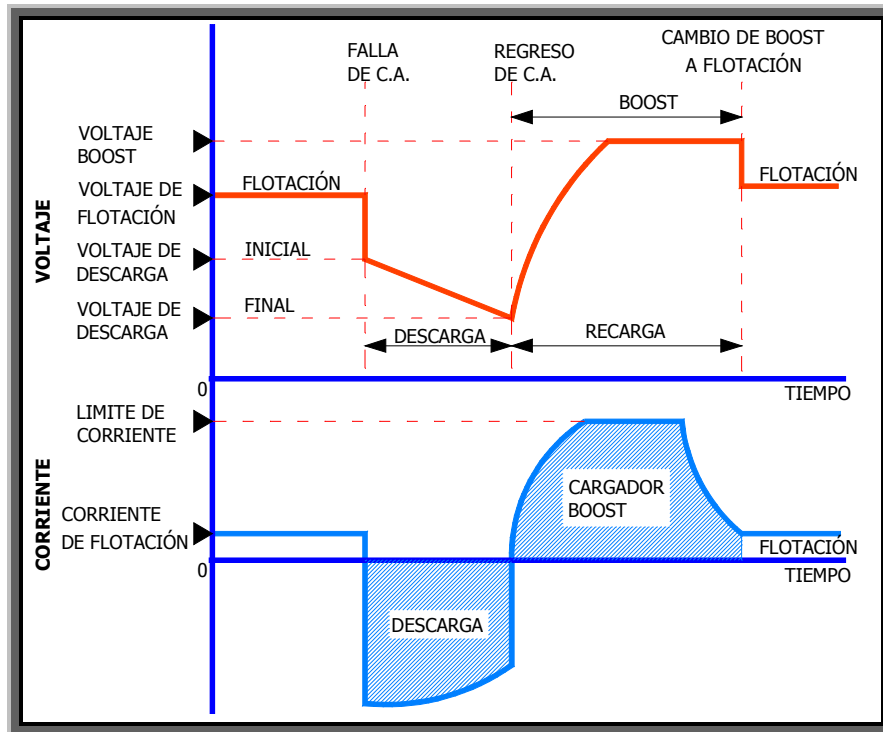 FALLA
DE C.A.
REGRESO
DE C.A.
CAMBIO DE BOOST
A FLOTACIÓN
BOOST
VOLTAJE
VOLTAJE
BOOST
VOLTAJE DE
FLOTACIÓN
VOLTAJE DE
DESCARGA
VOLTAJE DE
DESCARGA
FLOTACIÓN
INICIAL
FINAL
FLOTACIÓN
DESCARGA
RECARGA
0
TIEMPO
CORRIENTE
LIMITE DE
CORRIENTE
CORRIENTE
DE FLOTACIÓN
0
CARGADOR
BOOST
FLOTACIÓN
TIEMPO
DESCARGA